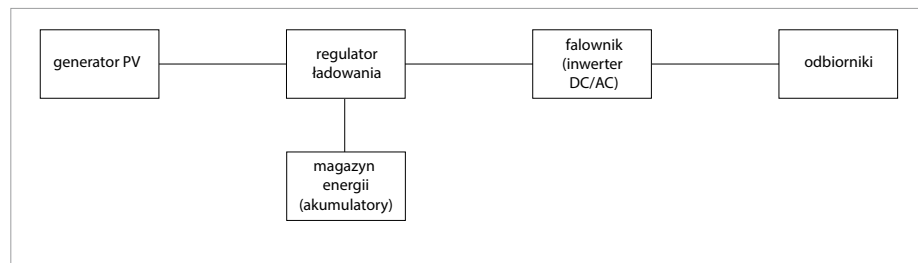 generator PV
regulator
ładowania
falownik
(inwerter
DC/AC)
odbiorniki
magazyn
energii
(akumulatory)